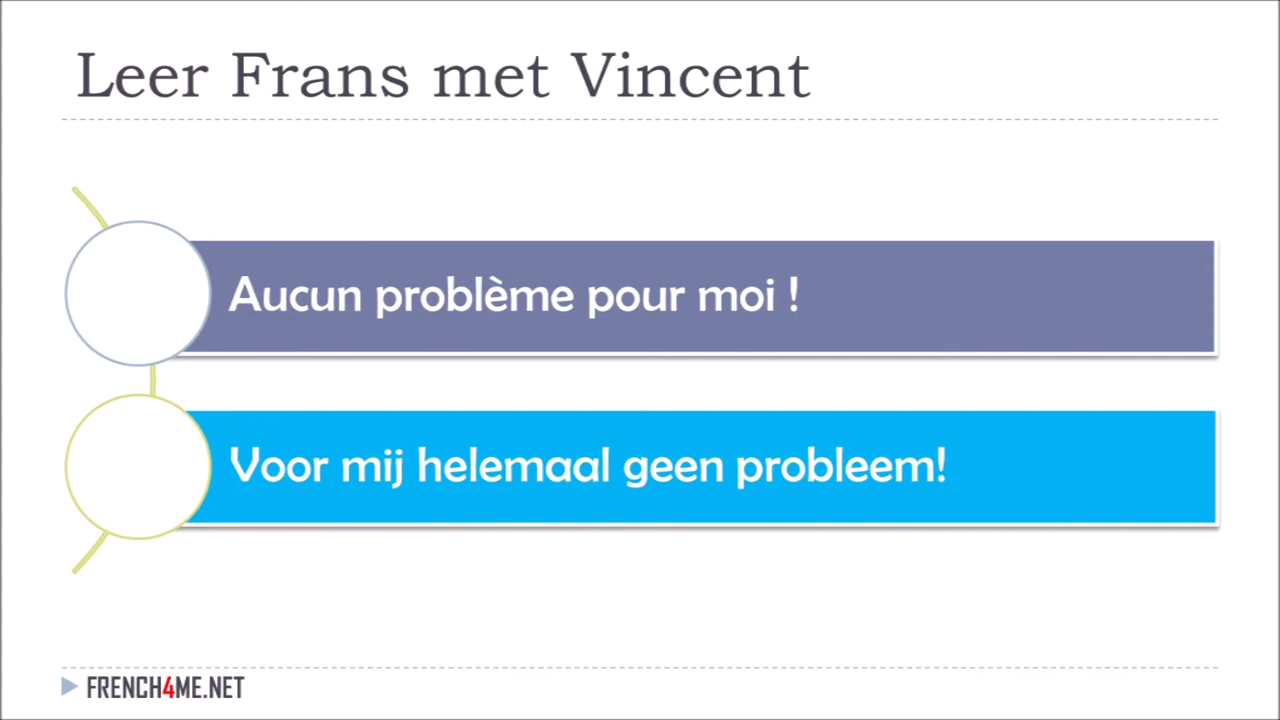 Leer Frans met Vincent
Aucun problème pour moi !
Voor mij helemaal geen probleem!
FRENCH4ME.NET